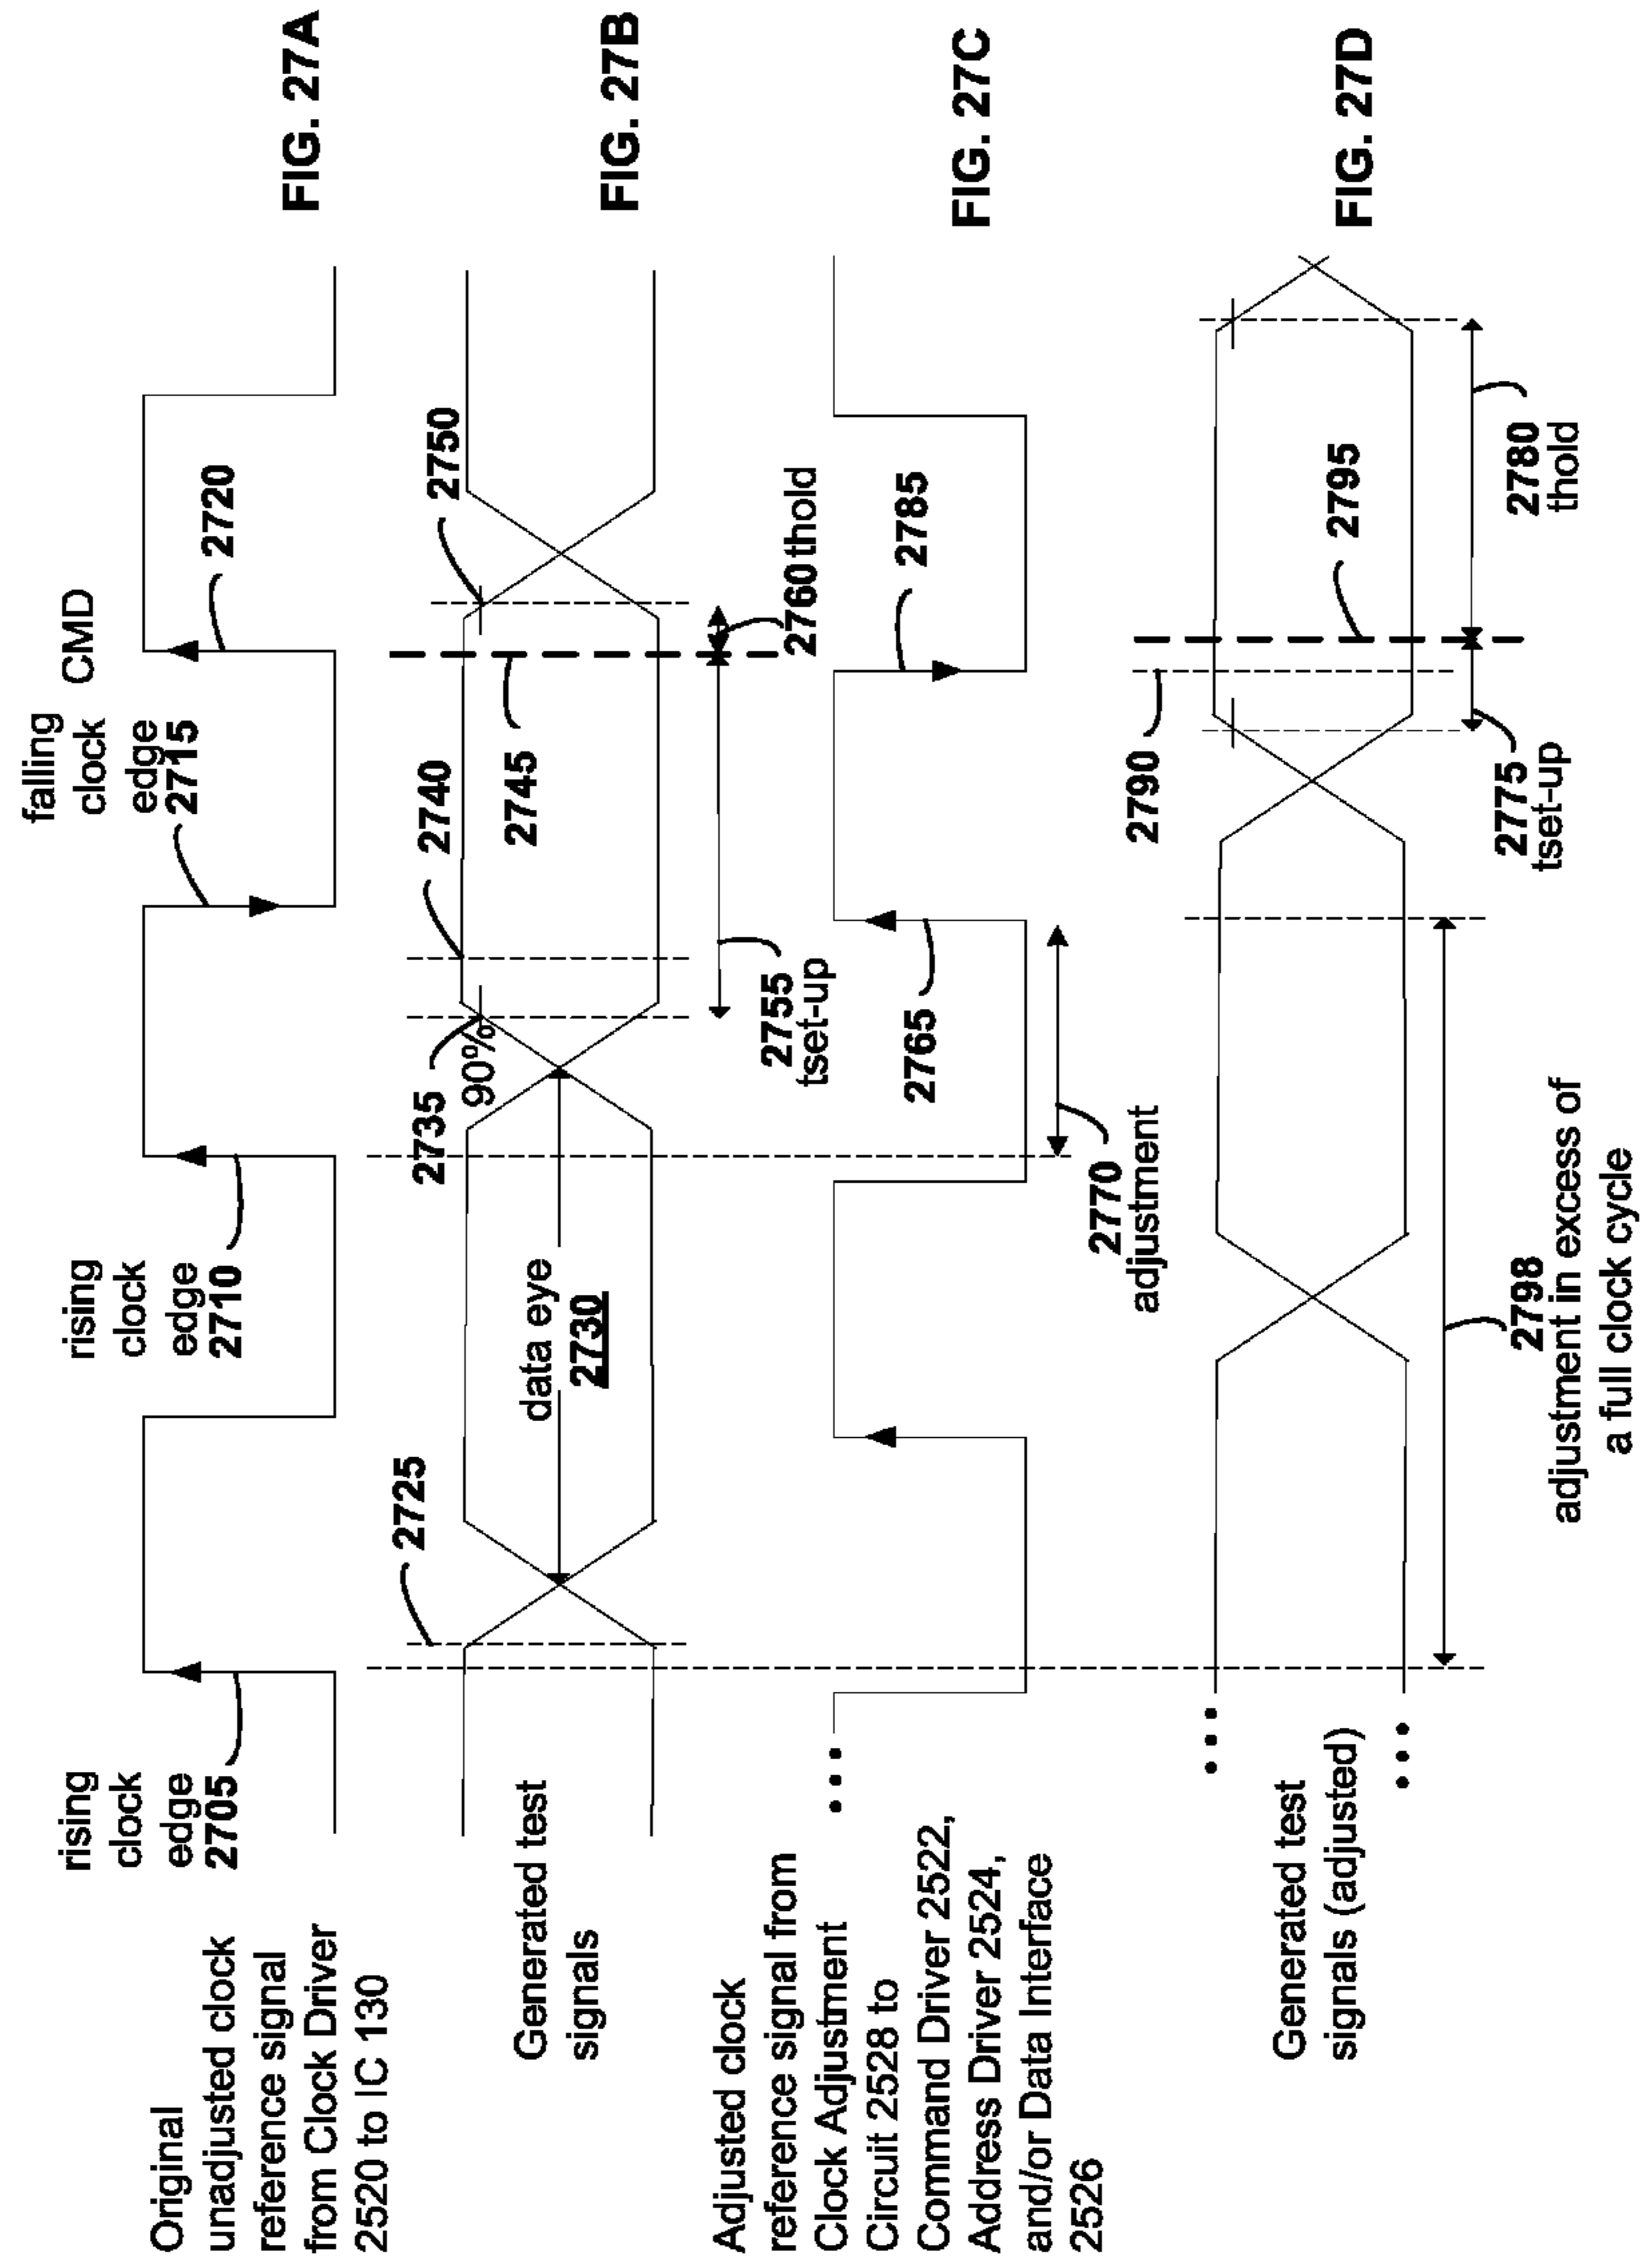 Original
unadjusted clock
reference signal
from Clock Driver
2520 to IC 130
rising
clock
edge
2705
rising
clock
edge
2710
falling
clock
edge
2715
CMD
2720
FIG. 27A
Generated test
signals
2725
data eye
2730
2735
90%
2740
2745
2750
2755
tset-up
2760 thold
FIG. 27B
Adjusted clock
reference signal from
Clock Adjustment
Circuit 2528 to
Command Driver 2522,
Address Driver 2524,
and/or Data Interface
2526
...
2765
2770
adjustment
2785
FIG. 27C
Generated test
signals (adjusted)
...
...
2790
2795
2775
tset-up
2780
thold
2798
adjustment in excess of
a full clock cycle
FIG. 27D